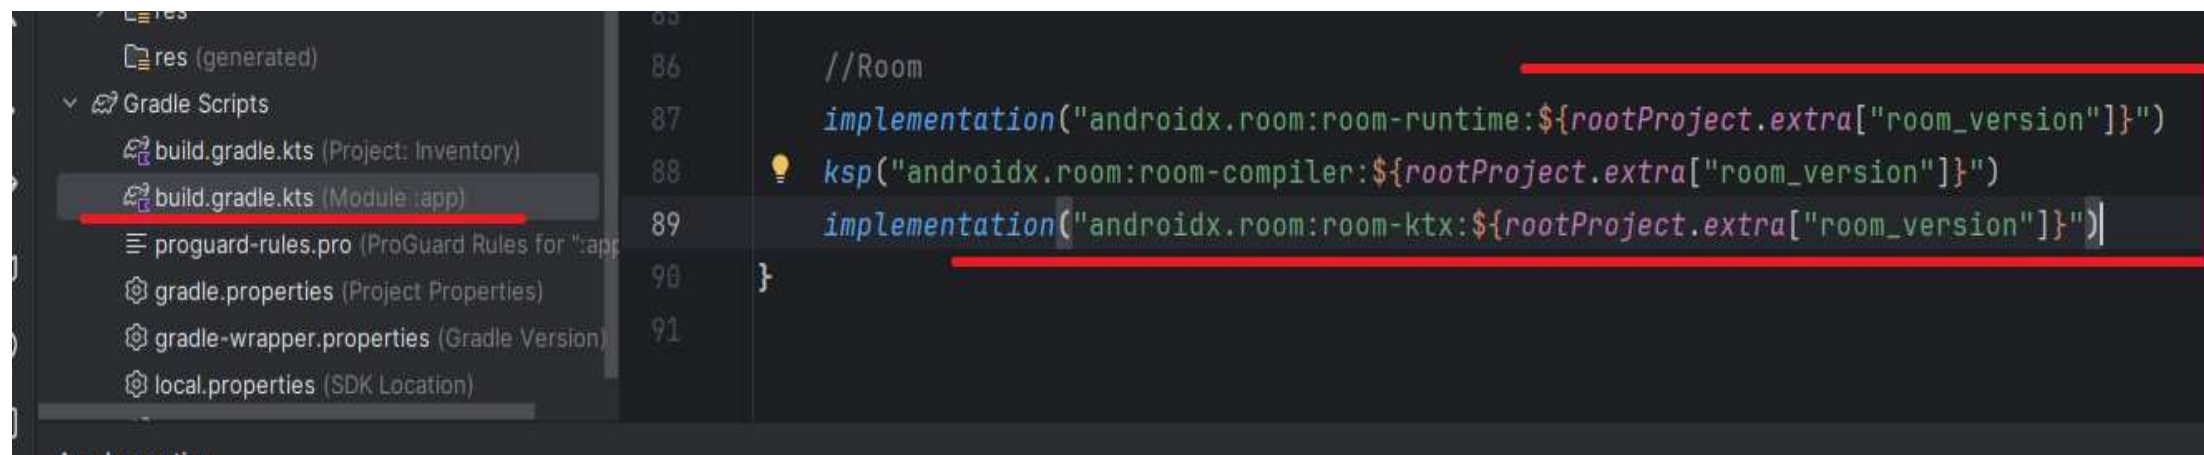 res
res (generated)
Gradle Scripts
build.gradle.kts (Project: Inventory)
build.gradle.kts (Module :app)
proguard-rules.pro (ProGuard Rules for ":app
gradle.properties (Project Properties)
gradle-wrapper.properties (Gradle Version)
local.properties (SDK Location)
85
86 //Room
87 implementation("androidx.room:room-runtime:${rootProject.extra["room_version"]}")
88 ksp("androidx.room:room-compiler:${rootProject.extra["room_version"]}")
89 implementation("androidx.room:room-ktx:${rootProject.extra["room_version"]}")
90 }
91